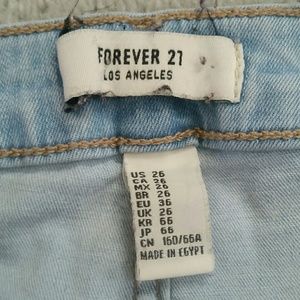 FOREVER 21
LOS ANGELES
US 26
CA 26
MX 26
BR 26
EU 36
UK 26
KR 66
JP 66
CN 160/66A
MADE IN EGYPT